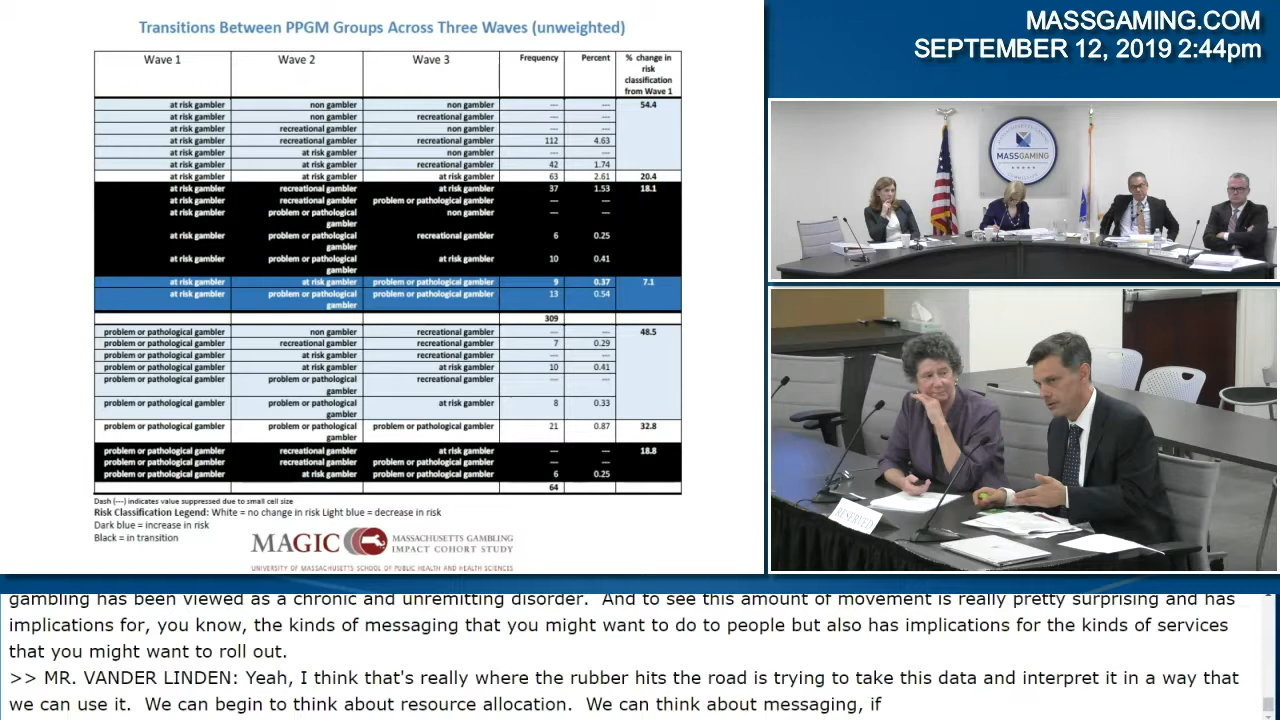 Transitions Between PPGM Groups Across Three Waves (unweighted)
Wave 1 Wave 2 Wave 3 Frequency Percent % change in
risk
classification
from Wave 1
at risk gambler non gambler non gambler — — 54.4
at risk gambler non gambler recreational gambler — —
at risk gambler recreational gambler non gambler — —
at risk gambler recreational gambler recreational gambler 112 4.63
at risk gambler at risk gambler non gambler — —
at risk gambler at risk gambler recreational gambler 42 1.74
at risk gambler at risk gambler at risk gambler 63 2.61 20.4
at risk gambler recreational gambler at risk gambler 37 1.53 18.1
at risk gambler recreational gambler problem or pathological gambler — —
at risk gambler problem or pathological non gambler — —
gambler
at risk gambler problem or pathological recreational gambler 6 0.25
gambler
at risk gambler problem or pathological at risk gambler 10 0.41
gambler
at risk gambler at risk gambler problem or pathological gambler 9 0.37 7.1
at risk gambler problem or pathological problem or pathological gambler 13 0.54
gambler
309
problem or pathological gambler non gambler recreational gambler — — 48.5
problem or pathological gambler recreational gambler recreational gambler 7 0.29
problem or pathological gambler at risk gambler recreational gambler — —
problem or pathological gambler at risk gambler at risk gambler 10 0.41
problem or pathological gambler problem or pathological recreational gambler — —
gambler
problem or pathological gambler problem or pathological at risk gambler 8 0.33
gambler
problem or pathological gambler problem or pathological problem or pathological gambler 21 0.87 32.8
gambler
problem or pathological gambler recreational gambler at risk gambler — — 18.8
problem or pathological gambler recreational gambler problem or pathological gambler — —
problem or pathological gambler at risk gambler problem or pathological gambler 6 0.25
64
Dash (---) indicates value suppressed due to small cell size
Risk Classification Legend: White = no change in risk Light blue = decrease in risk
Dark blue = increase in risk
Black = in transition
MAGIC MASSACHUSETTS GAMBLING
IMPACT COHORT STUDY
UNIVERSITY OF MASSACHUSETTS SCHOOL OF PUBLIC HEALTH AND HEALTH SCIENCES
MASSGAMING.COM
SEPTEMBER 12, 2019 2:44pm
MASSGAMING
RESERVED
gambling has been viewed as a chronic and unremitting disorder. And to see this amount of movement is really pretty surprising and has
implications for, you know, the kinds of messaging that you might want to do to people but also has implications for the kinds of services
that you might want to roll out.
>> MR. VANDER LINDEN: Yeah, I think that's really where the rubber hits the road is trying to take this data and interpret it in a way that
we can use it. We can begin to think about resource allocation. We can think about messaging, if